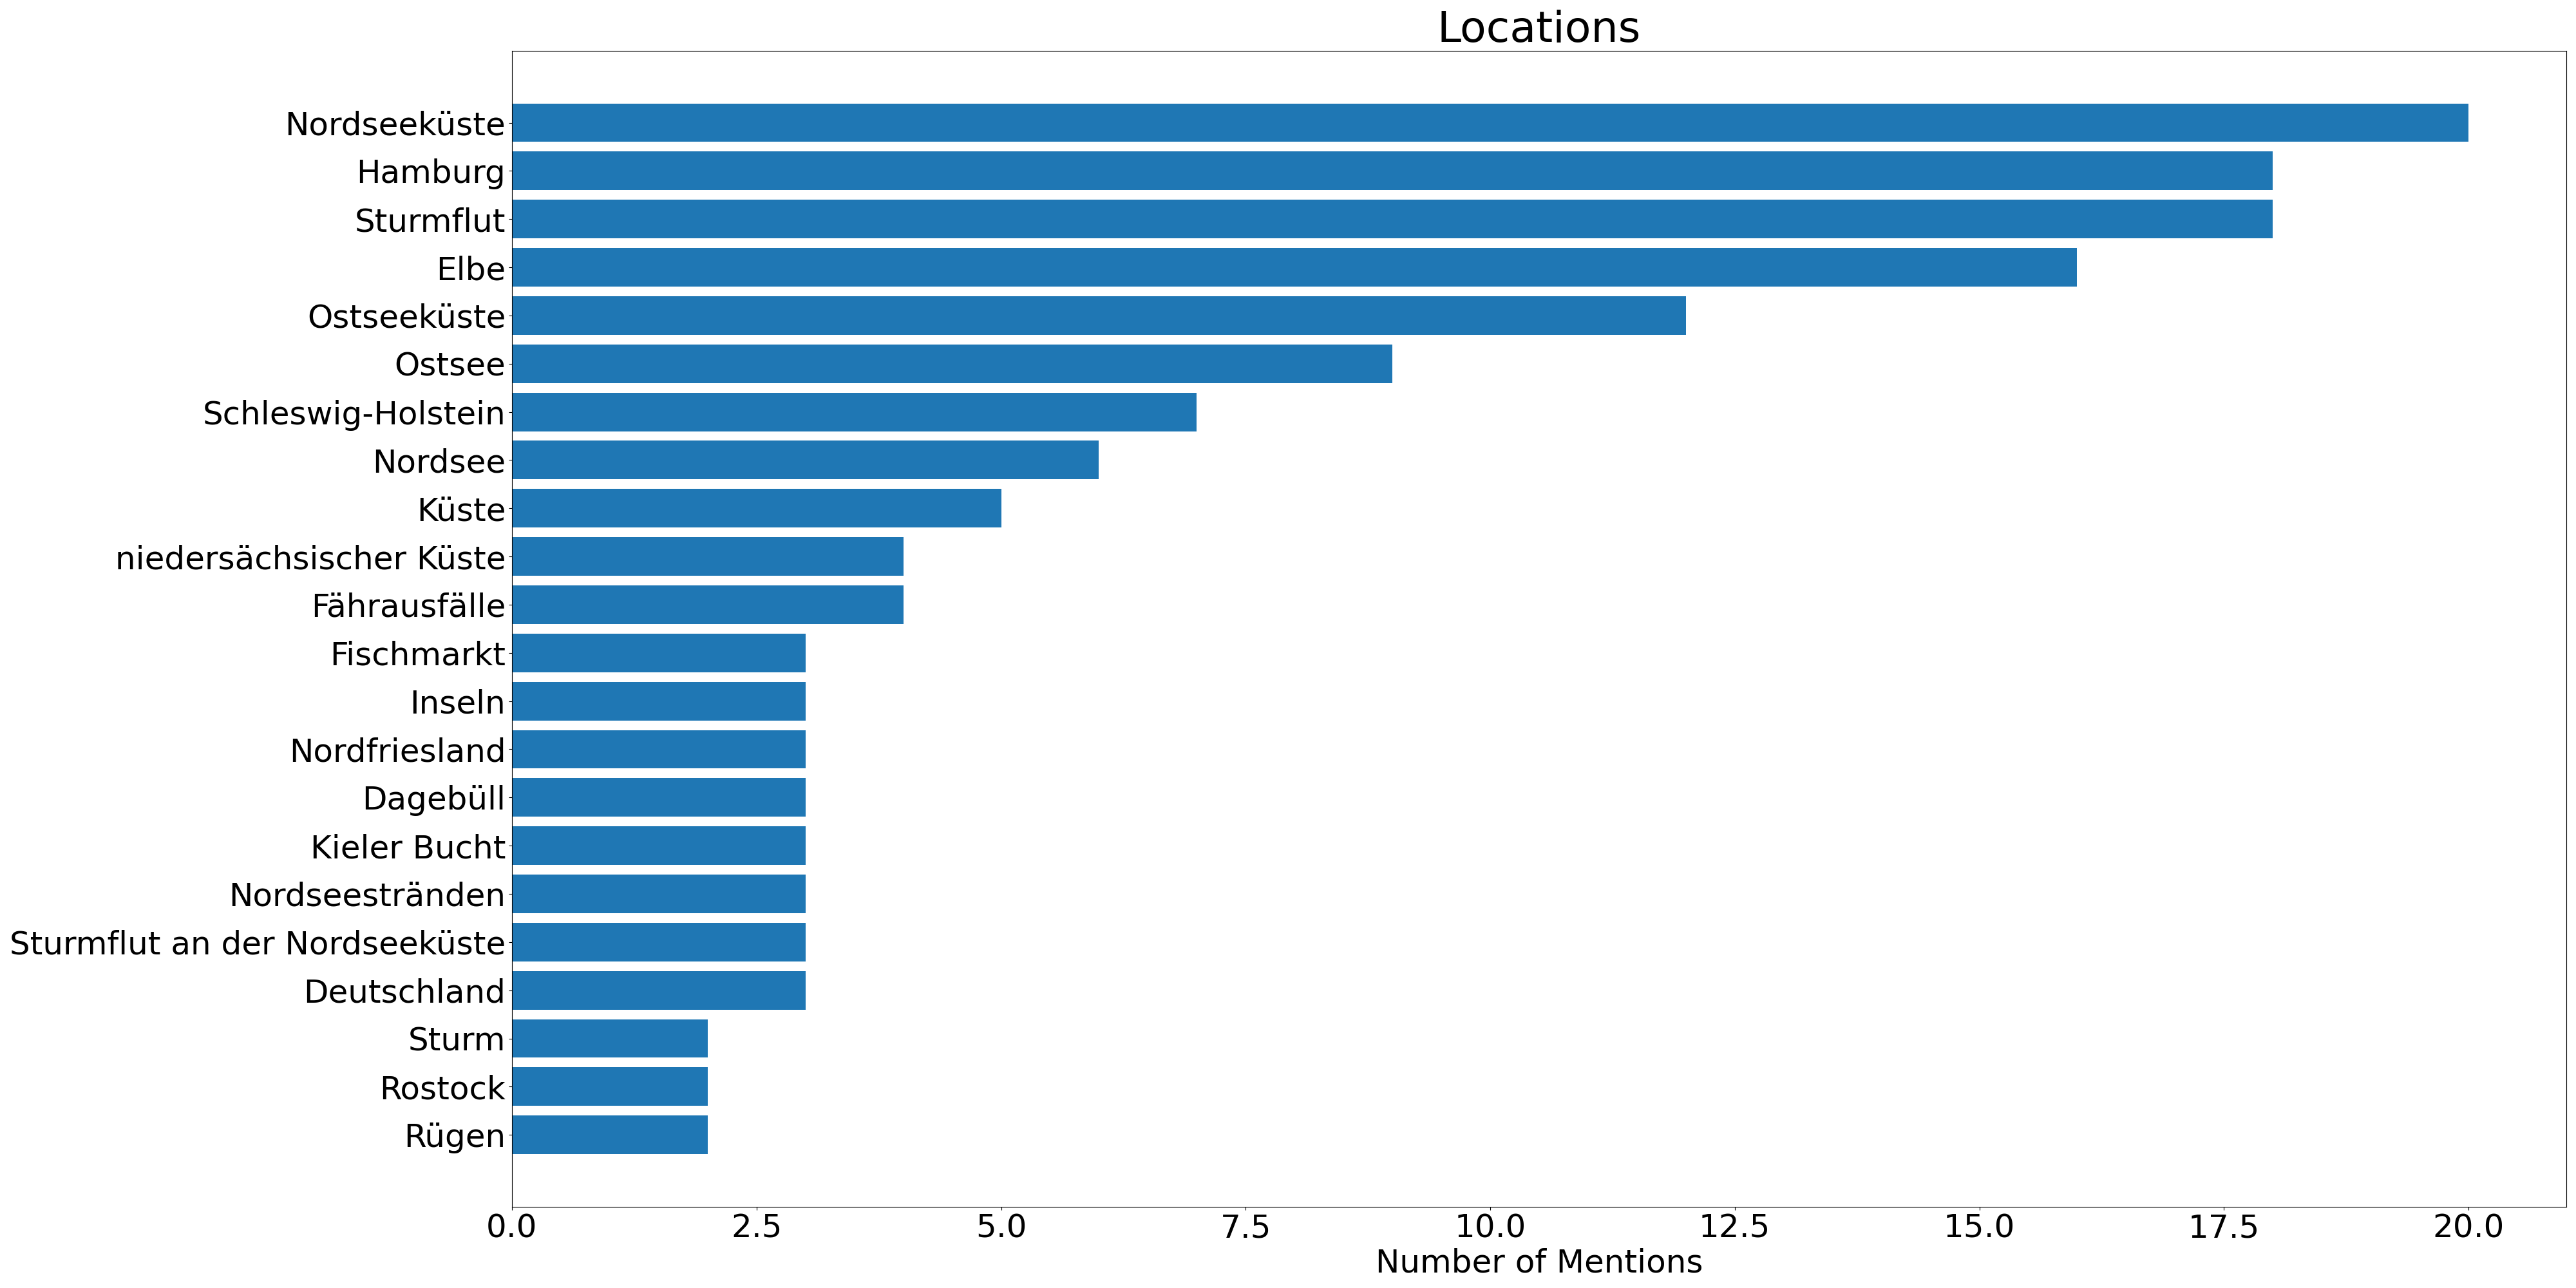 Locations
Nordseeküste
Hamburg
Sturmflut
Elbe
Ostseeküste
Ostsee
Schleswig-Holstein
Nordsee
Küste
niedersächsischer Küste
Fährausfälle
Fischmarkt
Inseln
Nordfriesland
Dagebüll
Kieler Bucht
Nordseestränden
Sturmflut an der Nordseeküste
Deutschland
Sturm
Rostock
Rügen
0.0 2.5 5.0 7.5 10.0 12.5 15.0 17.5 20.0
Number of Mentions